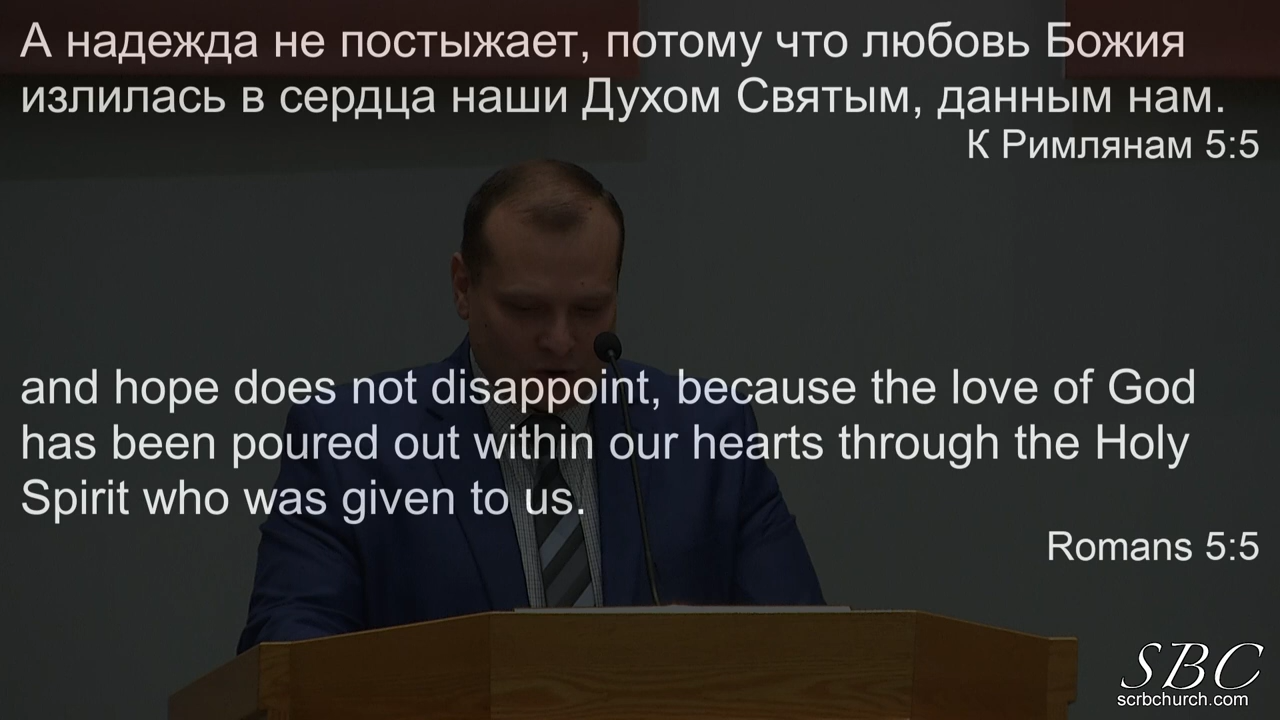 А надежда не постыжает, потому что любовь Божия
излилась в сердца наши Духом Святым, данным нам.
К Римлянам 5:5
and hope does not disappoint, because the love of God
has been poured out within our hearts through the Holy
Spirit who was given to us.
Romans 5:5
SBC
scrbchurch.com